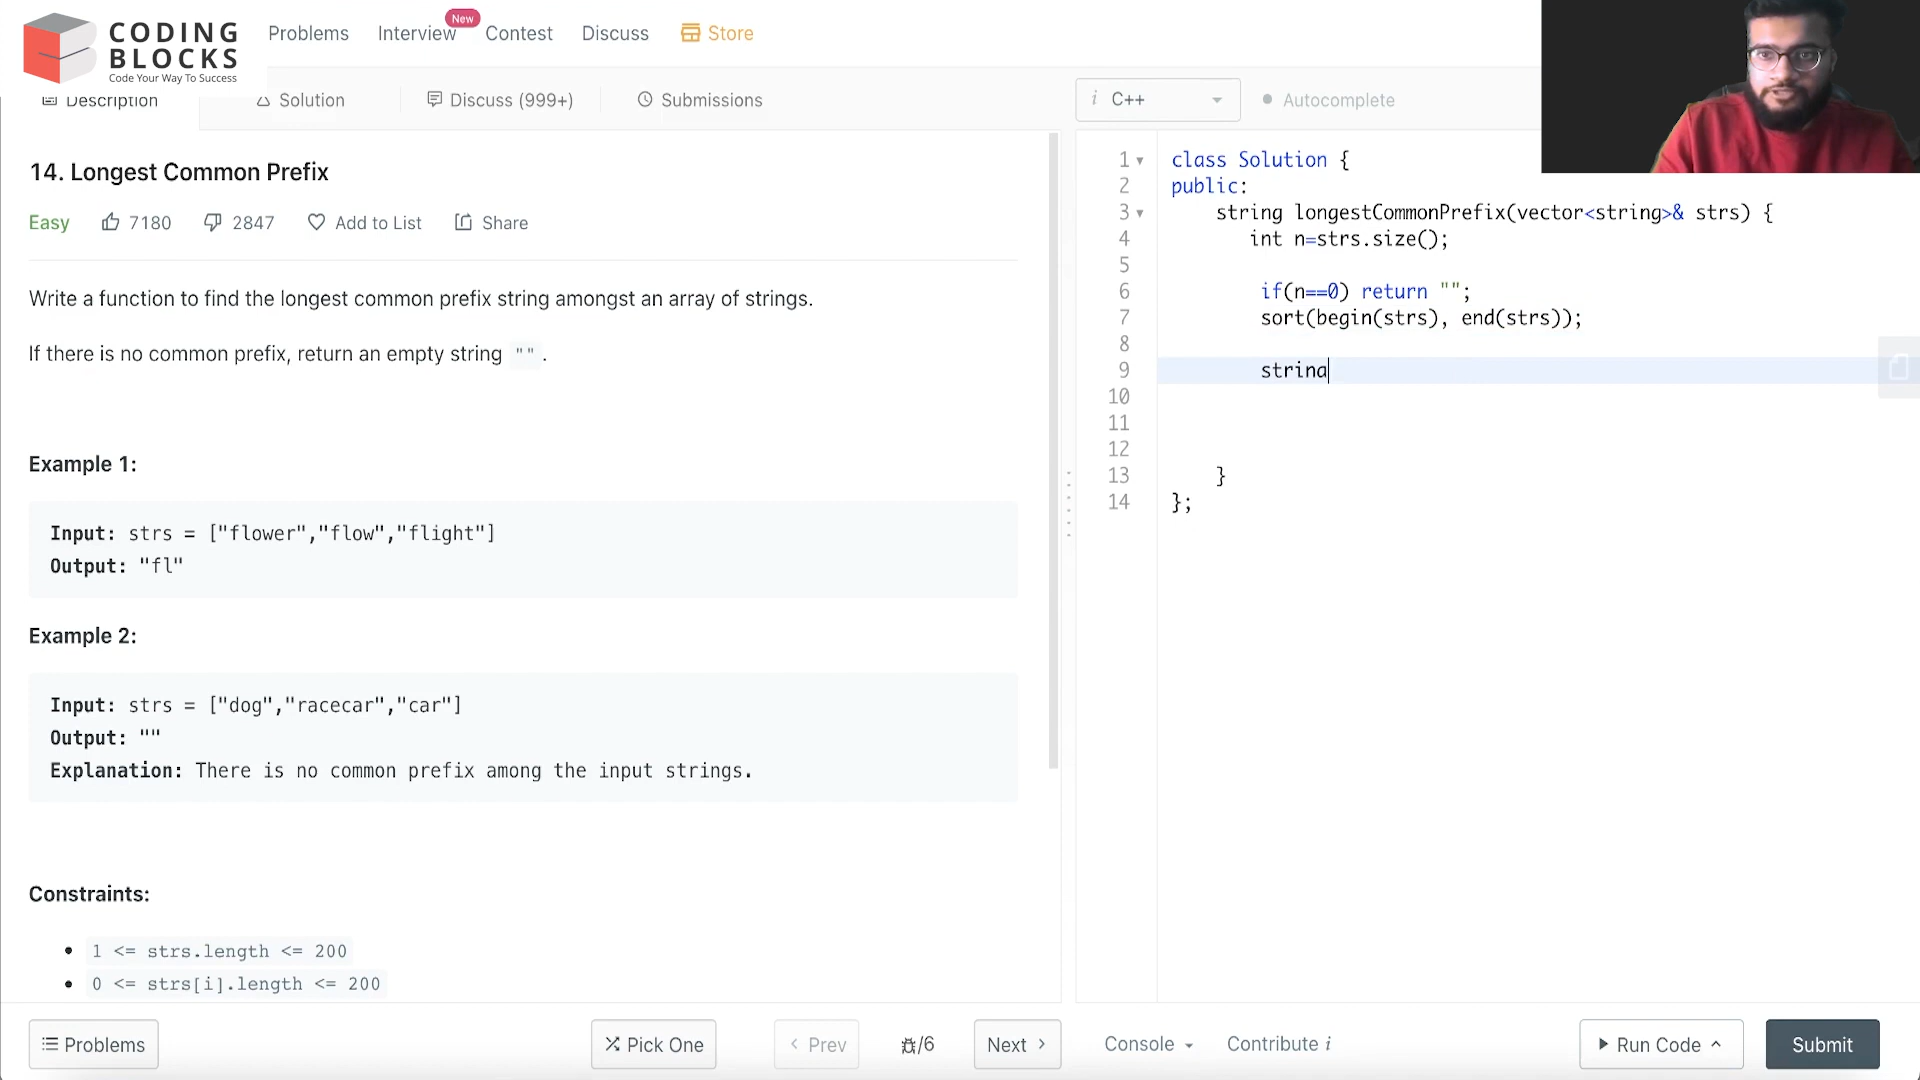 CODING
BLOCKS
Code Your Way To Success
Problems
Interview
New
Contest
Discuss
Store
Description
Solution
Discuss (999+)
Submissions
14. Longest Common Prefix
Easy
7180
2847
Add to List
Share
Write a function to find the longest common prefix string amongst an array of strings.
If there is no common prefix, return an empty string "".
Example 1:
Input: strs = ["flower","flow","flight"]
Output: "fl"
Example 2:
Input: strs = ["dog","racecar","car"]
Output: ""
Explanation: There is no common prefix among the input strings.
Constraints:
1 <= strs.length <= 200
0 <= strs[i].length <= 200
Problems
Pick One
Prev
/6
Next
i C++
Autocomplete
1 class Solution {
2 public:
3 string longestCommonPrefix(vector<string>& strs) {
4 int n=strs.size();
5
6 if(n==0) return "";
7 sort(begin(strs), end(strs));
8
9 strina
10
11
12
13 }
14 };
Console
Contribute i
Run Code
Submit